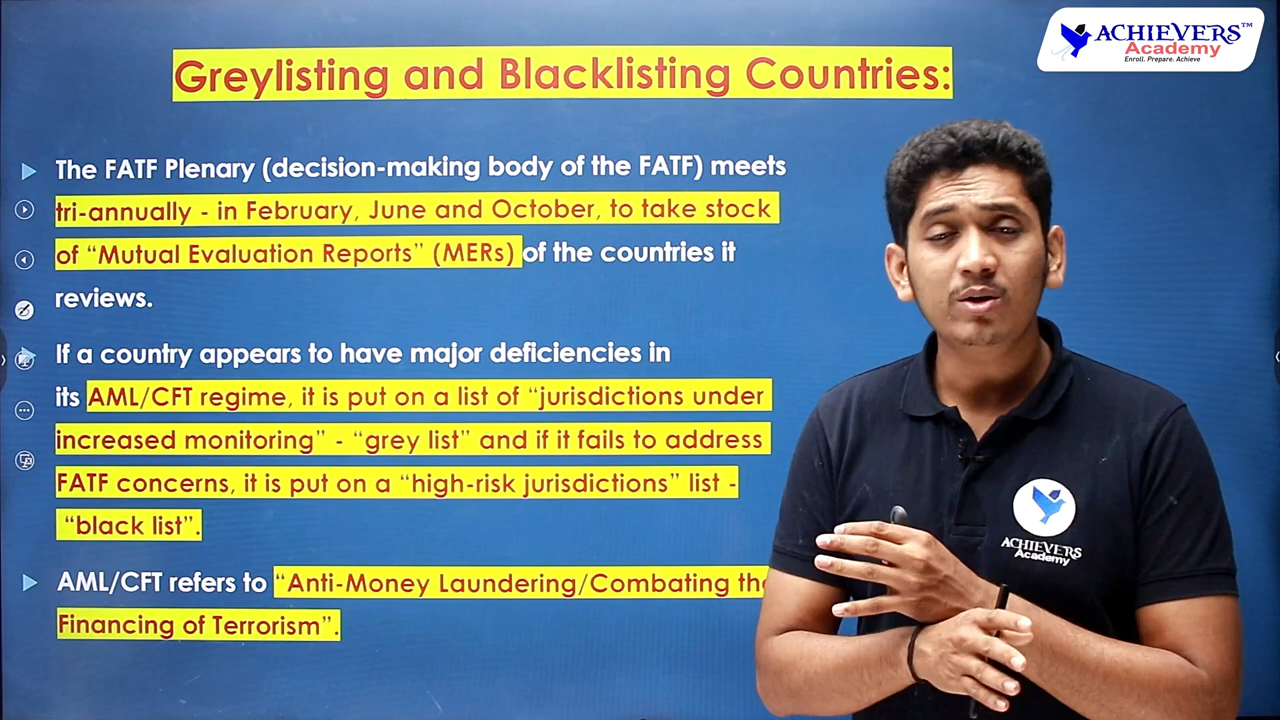 ACHIEVERS™
Academy
Enroll. Prepare. Achieve
Greylisting and Blacklisting Countries:
The FATF Plenary (decision-making body of the FATF) meets
tri-annually - in February, June and October, to take stock
of “Mutual Evaluation Reports” (MERs) of the countries it
reviews.
If a country appears to have major deficiencies in
its AML/CFT regime, it is put on a list of “jurisdictions under
increased monitoring” - “grey list” and if it fails to address
FATF concerns, it is put on a “high-risk jurisdictions” list -
“black list”.
AML/CFT refers to “Anti-Money Laundering/Combating the
Financing of Terrorism”.
ACHIEVERS
Academy